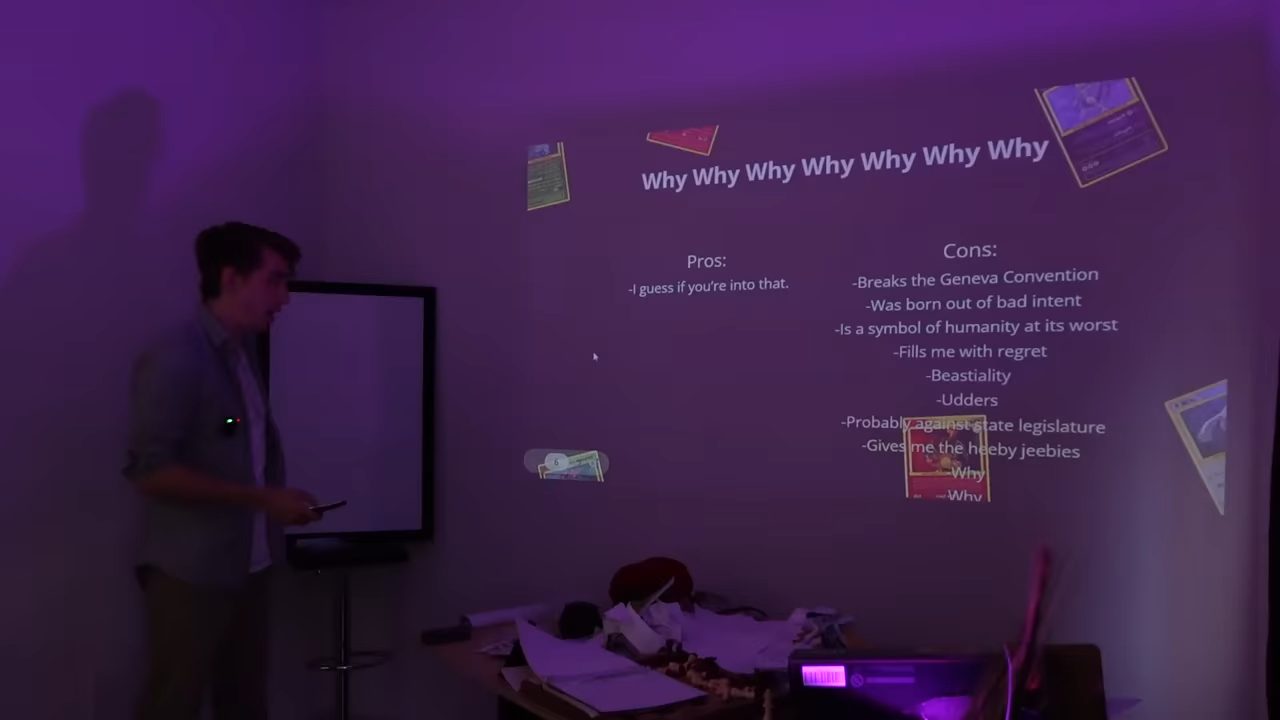 Why Why Why Why Why Why Why
Pros:
-I guess if you're into that.
Cons:
-Breaks the Geneva Convention
-Was born out of bad intent
-Is a symbol of humanity at its worst
-Fills me with regret
-Beastiality
-Udders
-Probably against state legislature
-Gives me the heeby jeebies
-Why
-Why
6